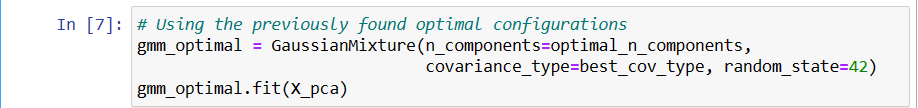 In [7]: # Using the previously found optimal configurations
gmm_optimal = GaussianMixture(n_components=optimal_n_components,
covariance_type=best_cov_type, random_state=42)
gmm_optimal.fit(X_pca)